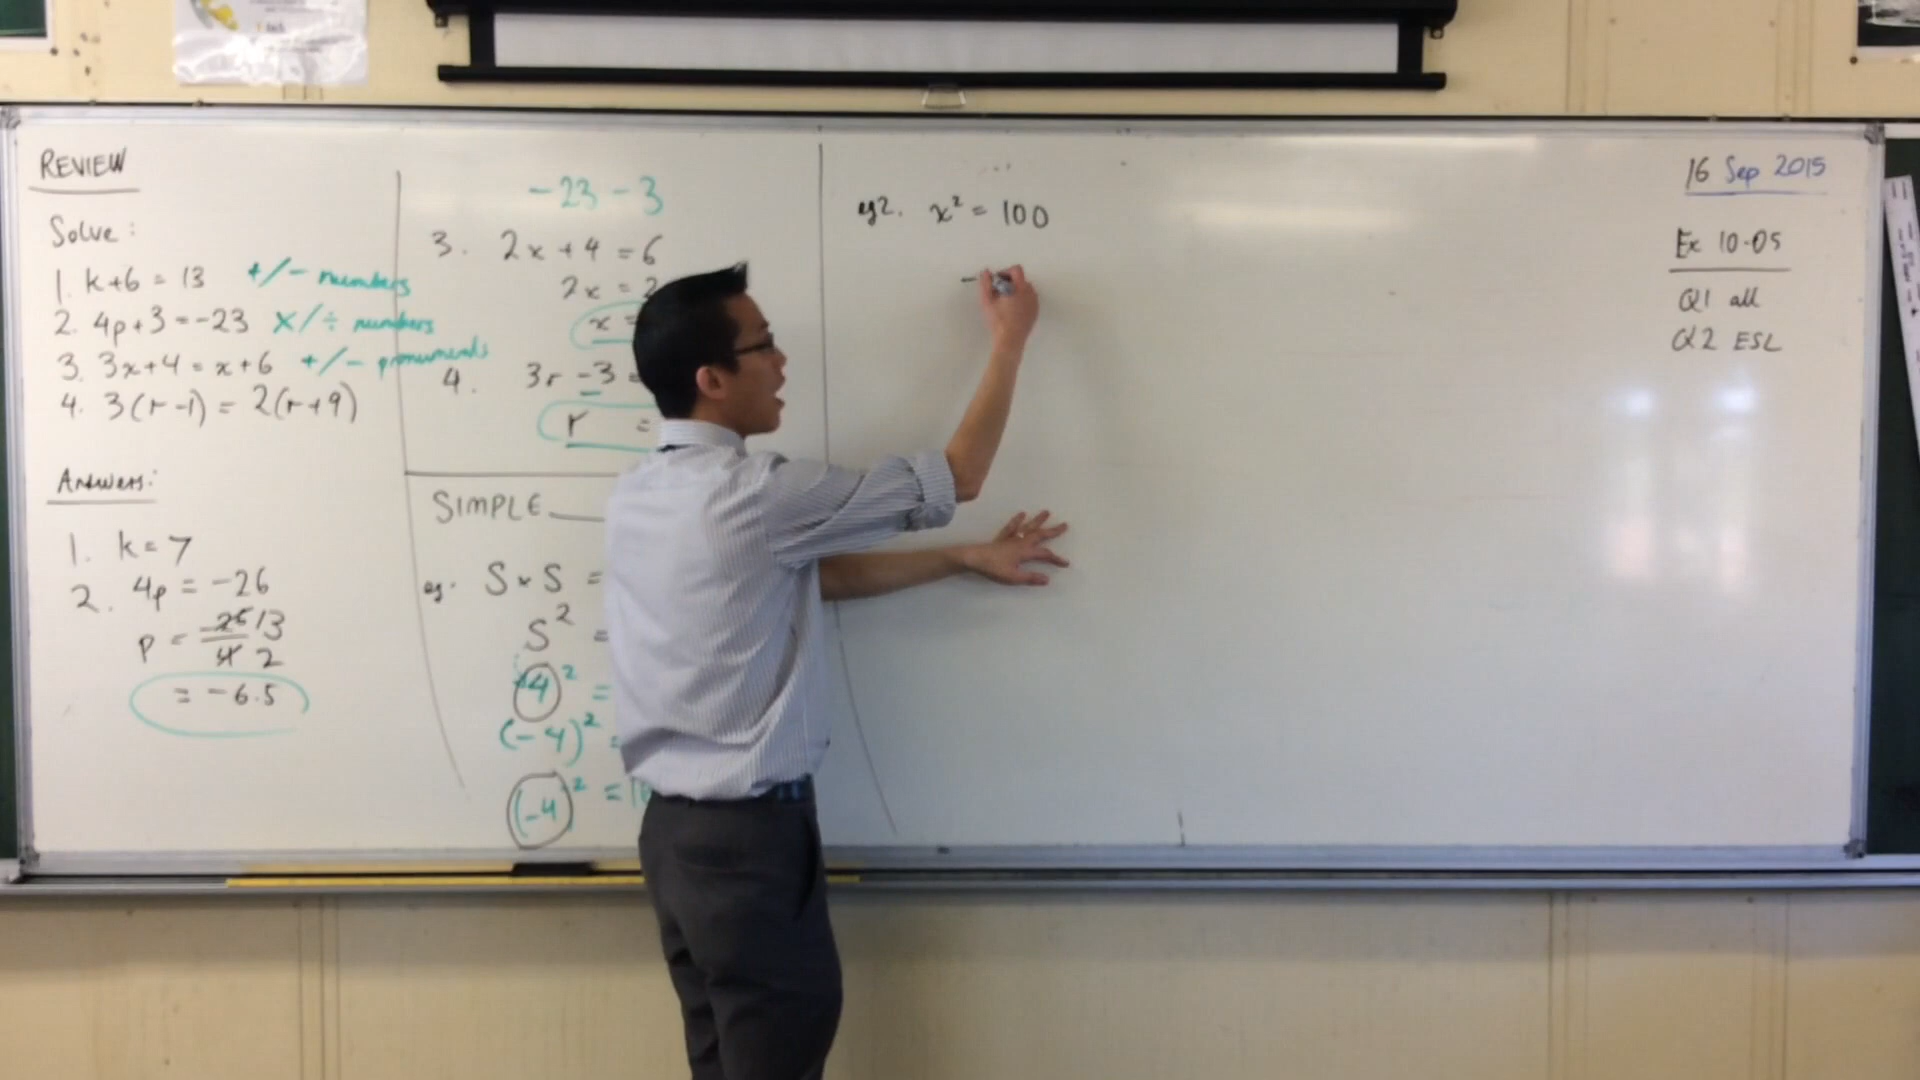 REVIEW
Solve:
1. k+6 = 13 +/- numbers
2. 4p+3 = -23 ×/÷ numbers
3. 3x+4 = x+6 +/- pronumerals
4. 3(r-1) = 2(r+9)
Answers:
1. k = 7
2. 4p = -26
p = -26 13
4 2
= -6.5
-23 - 3
3. 2x + 4 = 6
2x = 2
x =
4. 3r - 3 =
r =
SIMPLE
eg. S × S =
S² =
4² =
(-4)² =
(-4)² = 16
eg2. x² = 100
16 Sep 2015
Ex 10.05
Q1 all
Q2 ESL